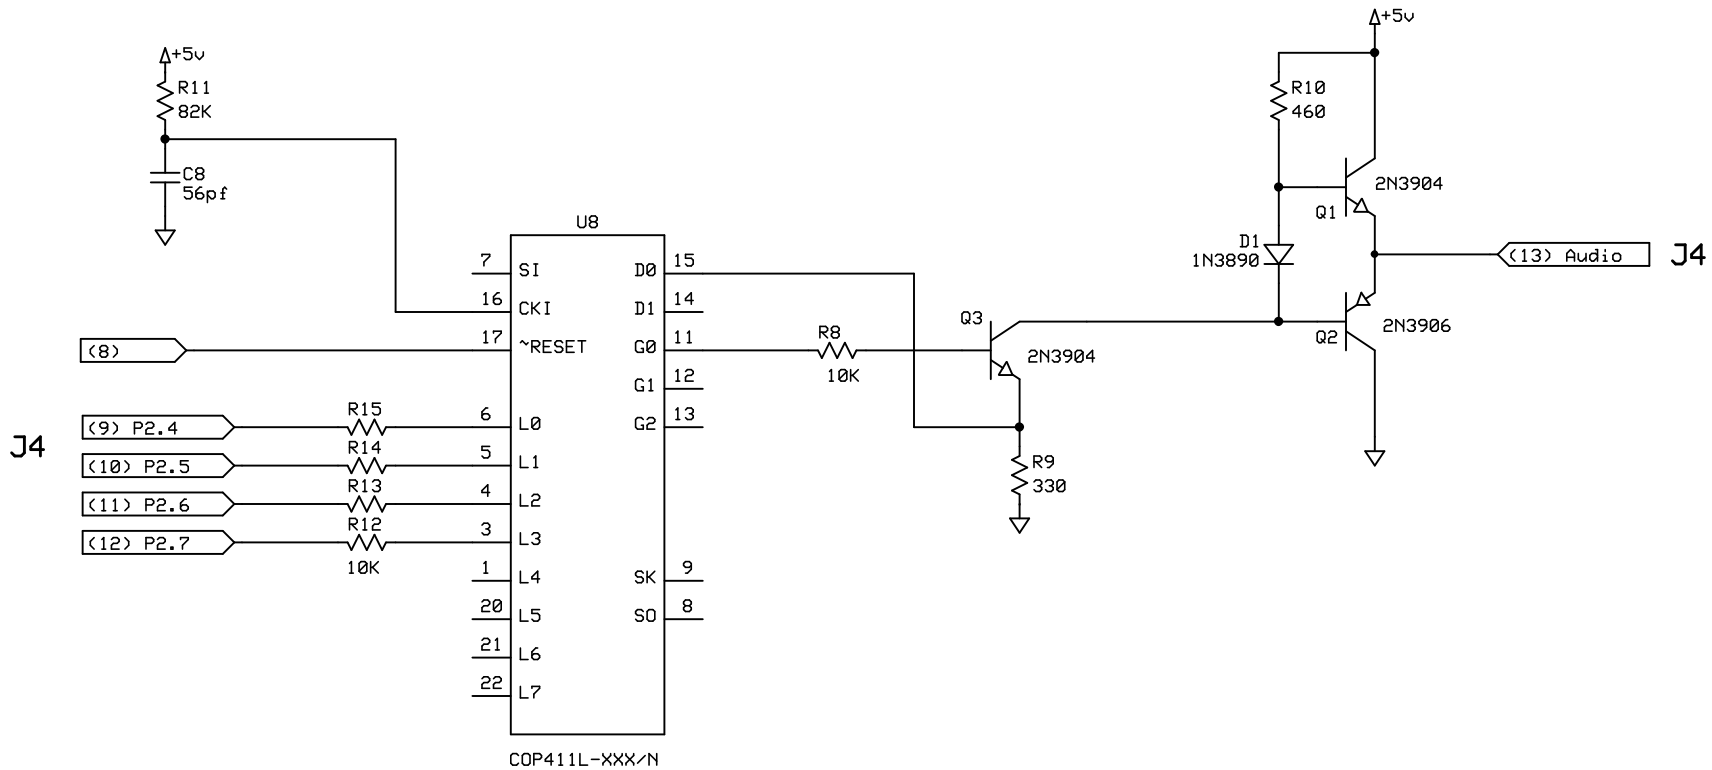 +5v
+5v
R11
82K
R10
460
C8
56pf
2N3904
Q1
U8
D1
1N3890
(13) Audio
J4
7
SI
D0
15
16
CKI
D1
14
Q3
R8
10K
2N3904
Q2
2N3906
(8)
17
~RESET
G0
11
G1
12
J4
(9) P2.4
R15
6
L0
G2
13
(10) P2.5
R14
5
L1
R9
330
(11) P2.6
R13
4
L2
(12) P2.7
R12
10K
3
L3
1
L4
SK
9
20
L5
SO
8
21
L6
22
L7
COP411L-XXX/N